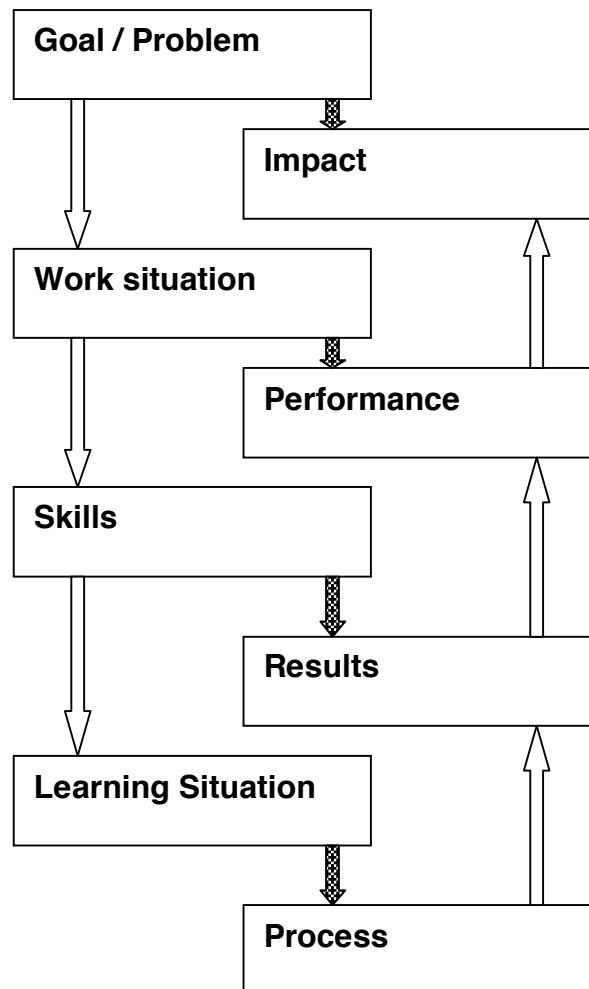 Goal / Problem
Impact
Work situation
Performance
Skills
Results
Learning Situation
Process